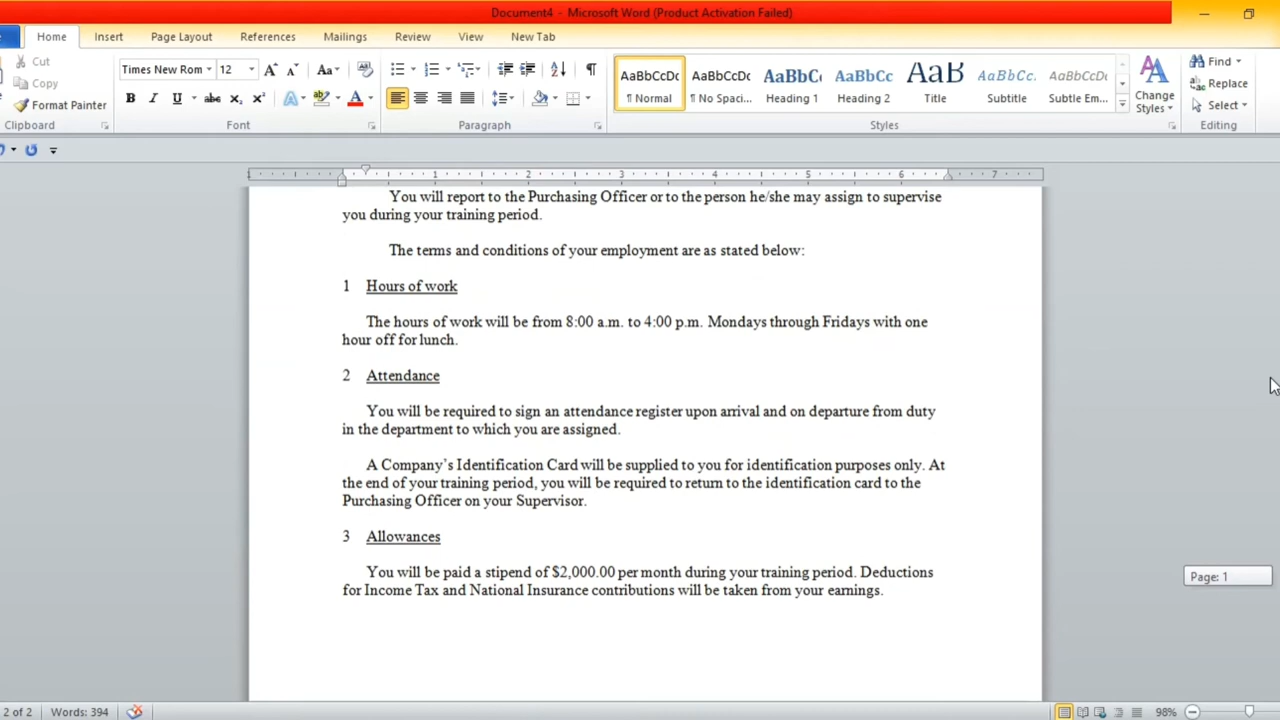 Document4 - Microsoft Word (Product Activation Failed)
Home Insert Page Layout References Mailings Review View New Tab
Cut
Copy
Format Painter
Clipboard
Times New Rom 12
Font
Paragraph
AaBbCcDc AaBbCcDc AaBbC AaBbCc AaB AaBbCc. AaBbCcDc
¶ Normal ¶ No Spaci... Heading 1 Heading 2 Title Subtitle Subtle Em...
Styles
Change
Styles
Find
Replace
Select
Editing
1 1 2 3 4 5 6 7
You will report to the Purchasing Officer or to the person he/she may assign to supervise
you during your training period.
The terms and conditions of your employment are as stated below:
1 Hours of work
The hours of work will be from 8:00 a.m. to 4:00 p.m. Mondays through Fridays with one
hour off for lunch.
2 Attendance
You will be required to sign an attendance register upon arrival and on departure from duty
in the department to which you are assigned.
A Company's Identification Card will be supplied to you for identification purposes only. At
the end of your training period, you will be required to return to the identification card to the
Purchasing Officer on your Supervisor.
3 Allowances
You will be paid a stipend of $2,000.00 per month during your training period. Deductions
for Income Tax and National Insurance contributions will be taken from your earnings.
Page: 1
2 of 2 Words: 394 98%